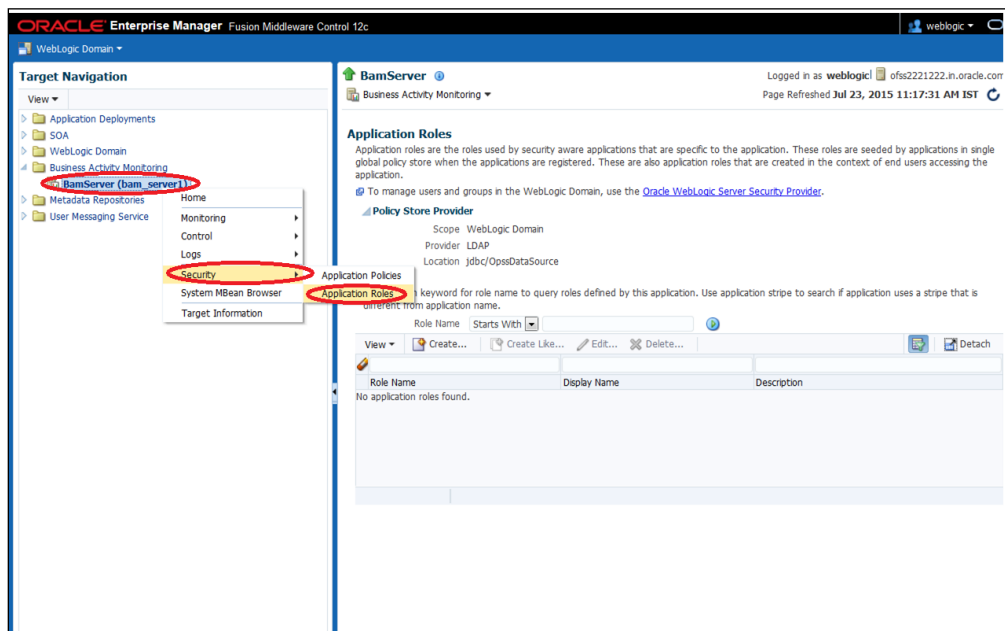 ORACLE Enterprise Manager Fusion Middleware Control 12c
weblogic
WebLogic Domain
Target Navigation
View
Application Deployments
SOA
WebLogic Domain
Business Activity Monitoring
BamServer (bam_server1)
Metadata Repositories
User Messaging Service
Home
Monitoring
Control
Logs
Security
System MBean Browser
Target Information
Application Policies
Application Roles
BamServer
Logged in as weblogic
ofss2221222.in.oracle.com
Business Activity Monitoring
Page Refreshed Jul 23, 2015 11:17:31 AM IST
Application Roles
Application roles are the roles used by security aware applications that are specific to the application. These roles are seeded by applications in single
global policy store when the applications are registered. These are also application roles that are created in the context of end users accessing the
application.
To manage users and groups in the WebLogic Domain, use the Oracle WebLogic Server Security Provider.
Policy Store Provider
Scope WebLogic Domain
Provider LDAP
Location jdbc/OpssDataSource
keyword for role name to query roles defined by this application. Use application stripe to search if application uses a stripe that is
different from application name.
Role Name Starts With
View Create... Create Like... Edit... Delete... Detach
Role Name Display Name Description
No application roles found.